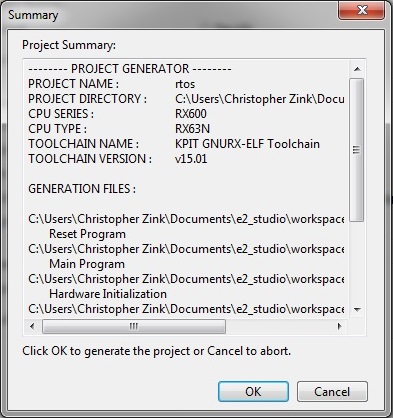 Summary
Project Summary:
-------- PROJECT GENERATOR --------
PROJECT NAME : rtos
PROJECT DIRECTORY : C:\Users\Christopher Zink\Docu
CPU SERIES : RX600
CPU TYPE : RX63N
TOOLCHAIN NAME : KPIT GNURX-ELF Toolchain
TOOLCHAIN VERSION : v15.01
GENERATION FILES :
C:\Users\Christopher Zink\Documents\e2_studio\workspace
Reset Program
C:\Users\Christopher Zink\Documents\e2_studio\workspace
Main Program
C:\Users\Christopher Zink\Documents\e2_studio\workspace
Hardware Initialization
C:\Users\Christopher Zink\Documents\e2_studio\workspace
Click OK to generate the project or Cancel to abort.
OK Cancel